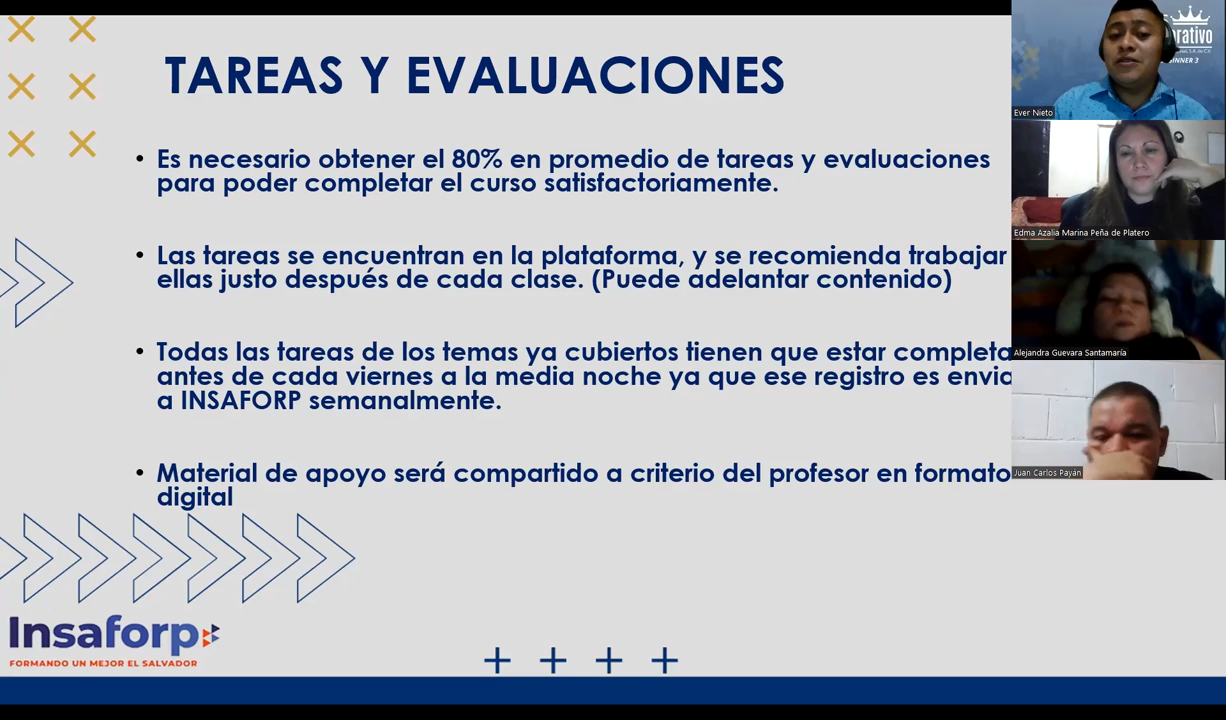 TAREAS Y EVALUACIONES
• Es necesario obtener el 80% en promedio de tareas y evaluaciones
para poder completar el curso satisfactoriamente.
• Las tareas se encuentran en la plataforma, y se recomienda trabajar
ellas justo después de cada clase. (Puede adelantar contenido)
• Todas las tareas de los temas ya cubiertos tienen que estar completa
antes de cada viernes a la media noche ya que ese registro es envia
a INSAFORP semanalmente.
• Material de apoyo será compartido a criterio del profesor en formato
digital
Insaforp
FORMANDO UN MEJOR EL SALVADOR
Ever Nieto
Edma Azalia Marina Peña de Platero
Alejandra Guevara Santamaría
Juan Carlos Payán